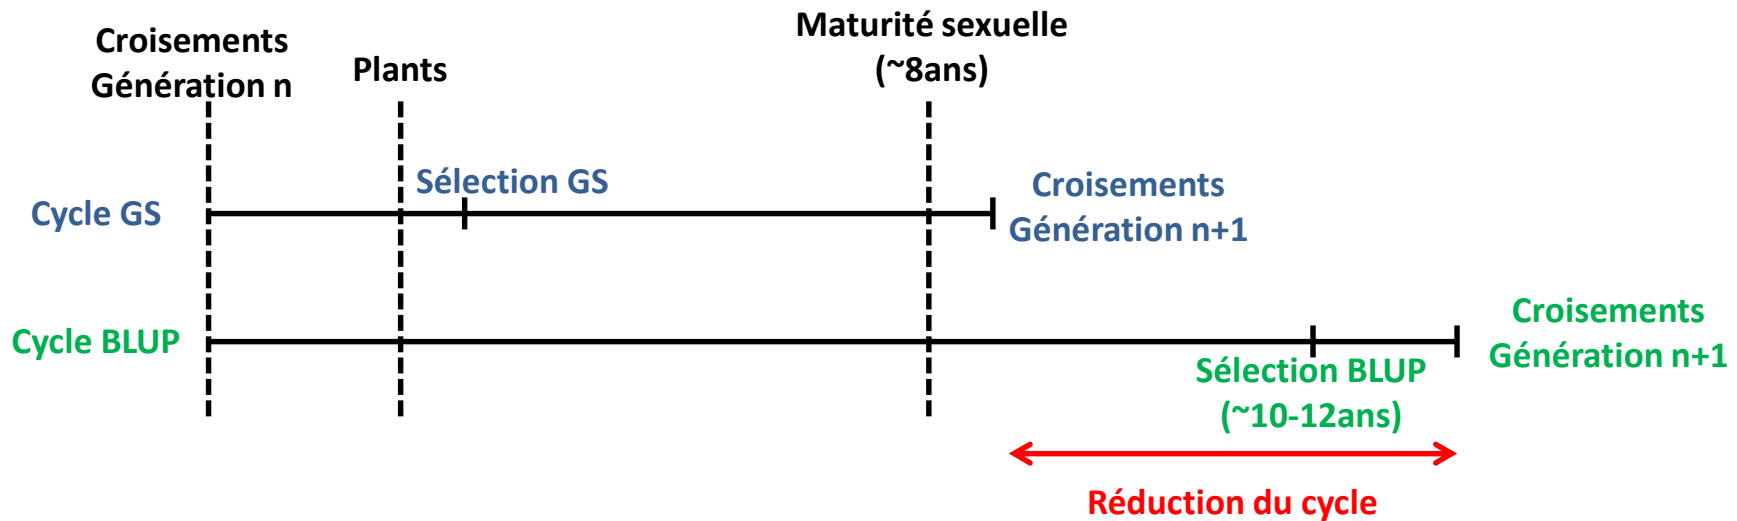 Croisements
Génération n
Plants
Maturité sexuelle
(~8ans)
Cycle GS
Sélection GS
Croisements
Génération n+1
Cycle BLUP
Sélection BLUP
(~10-12ans)
Croisements
Génération n+1
Réduction du cycle